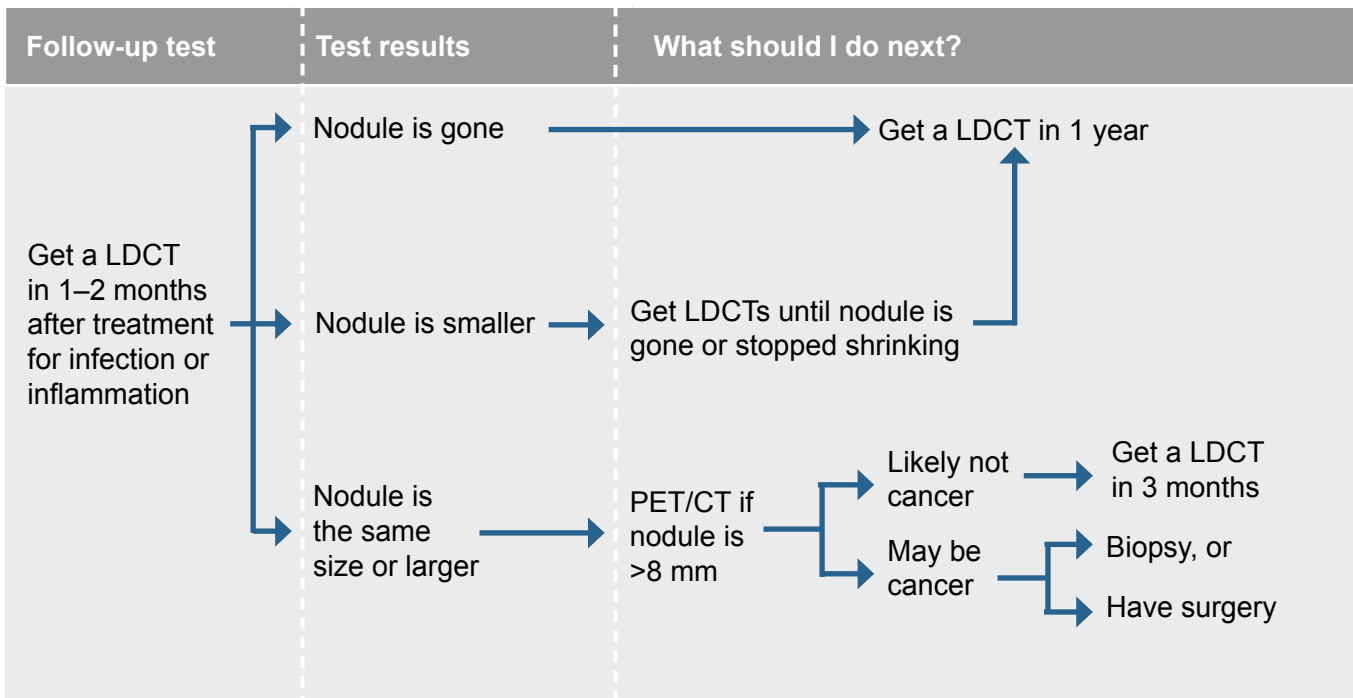 Follow-up test
Test results
What should I do next?
Get a LDCT
in 1–2 months
after treatment
for infection or
inflammation
Nodule is gone
Get a LDCT in 1 year
Nodule is smaller
Get LDCTs until nodule is
gone or stopped shrinking
Nodule is
the same
size or larger
PET/CT if
nodule is
>8 mm
Likely not
cancer
Get a LDCT
in 3 months
May be
cancer
Biopsy, or
Have surgery